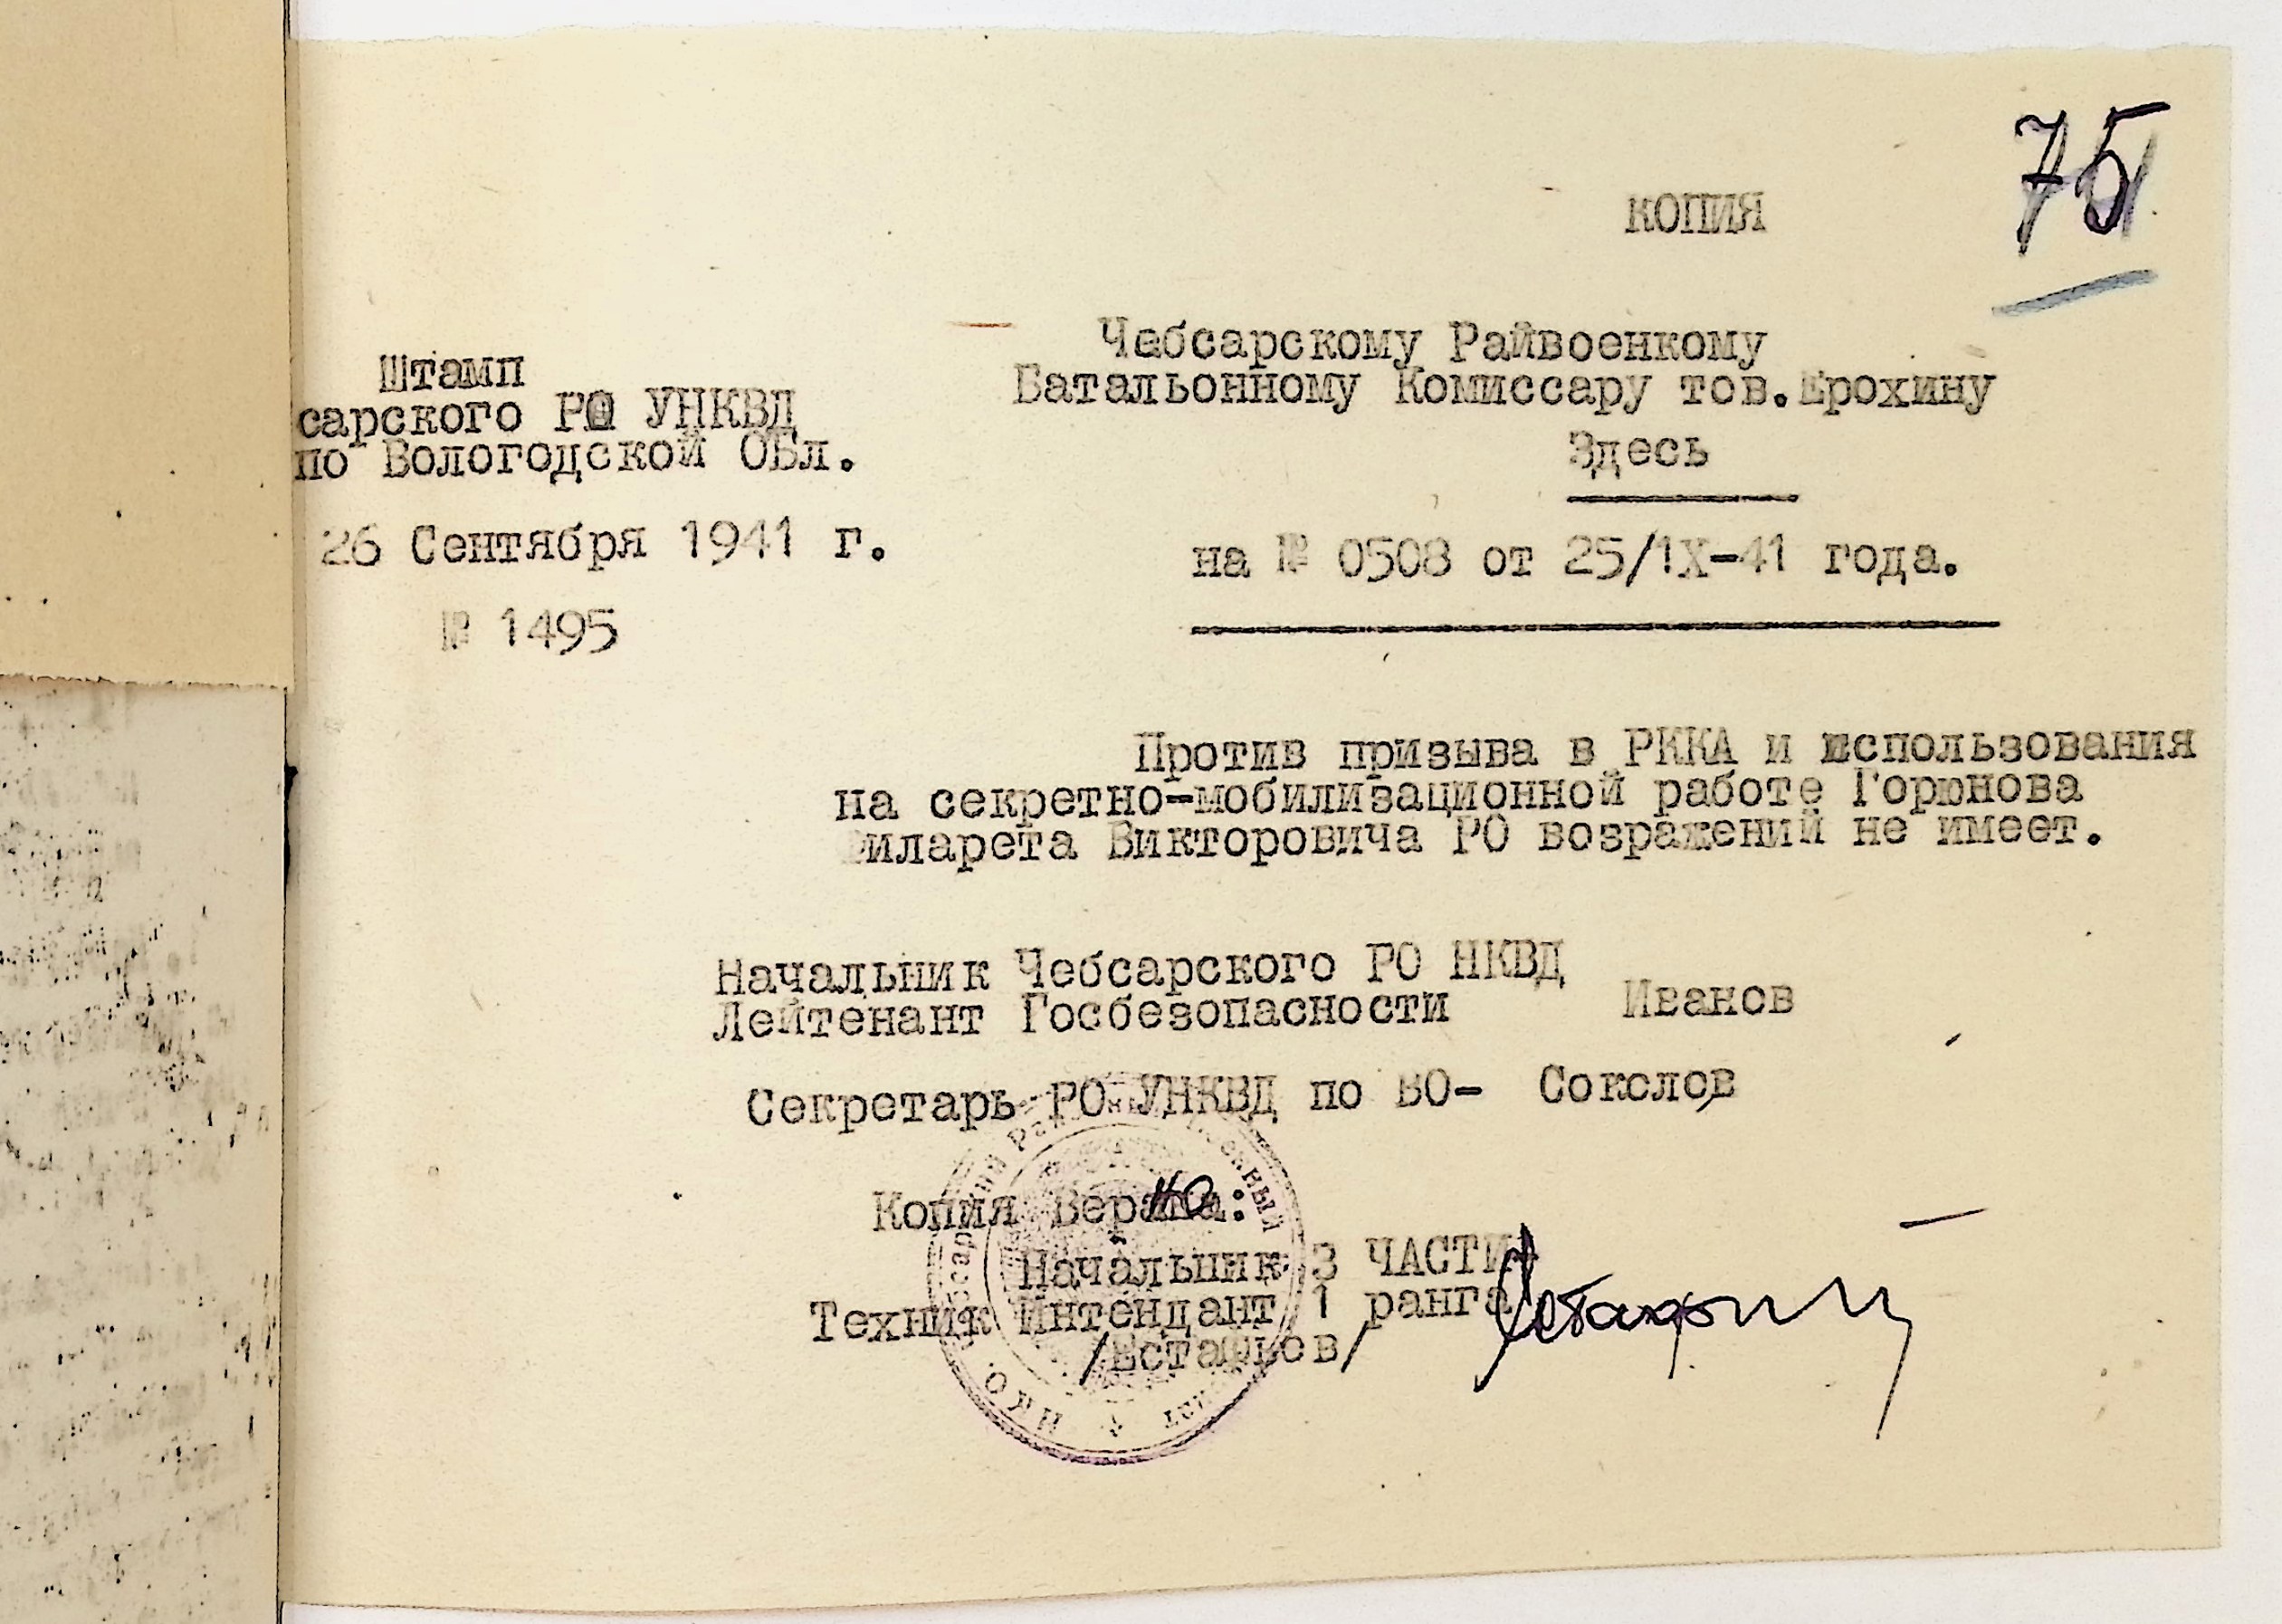 75
КОПИЯ
Штамп
сарского РО УНКВД
по Вологодской ОБл.
26 Сентября 1941 г.
№ 1495
Чебсарскому Райвоенкому
Батальонному Комиссару тов.Ерохину
Здесь
на № 0508 от 25/IX-41 года.
Против призыва в РККА и использования
на секретно-мобилизационной работе Горюнова
Филарета Викторовича РО возражений не имеет.
Начальник Чебсарского РО НКВД
Лейтенант Госбезопасности Иванов
Секретарь РО УНКВД по ВО- Соколов
Копия верна:
Начальник 3 ЧАСТИ
Техник Интендант 1 ранга
НКО